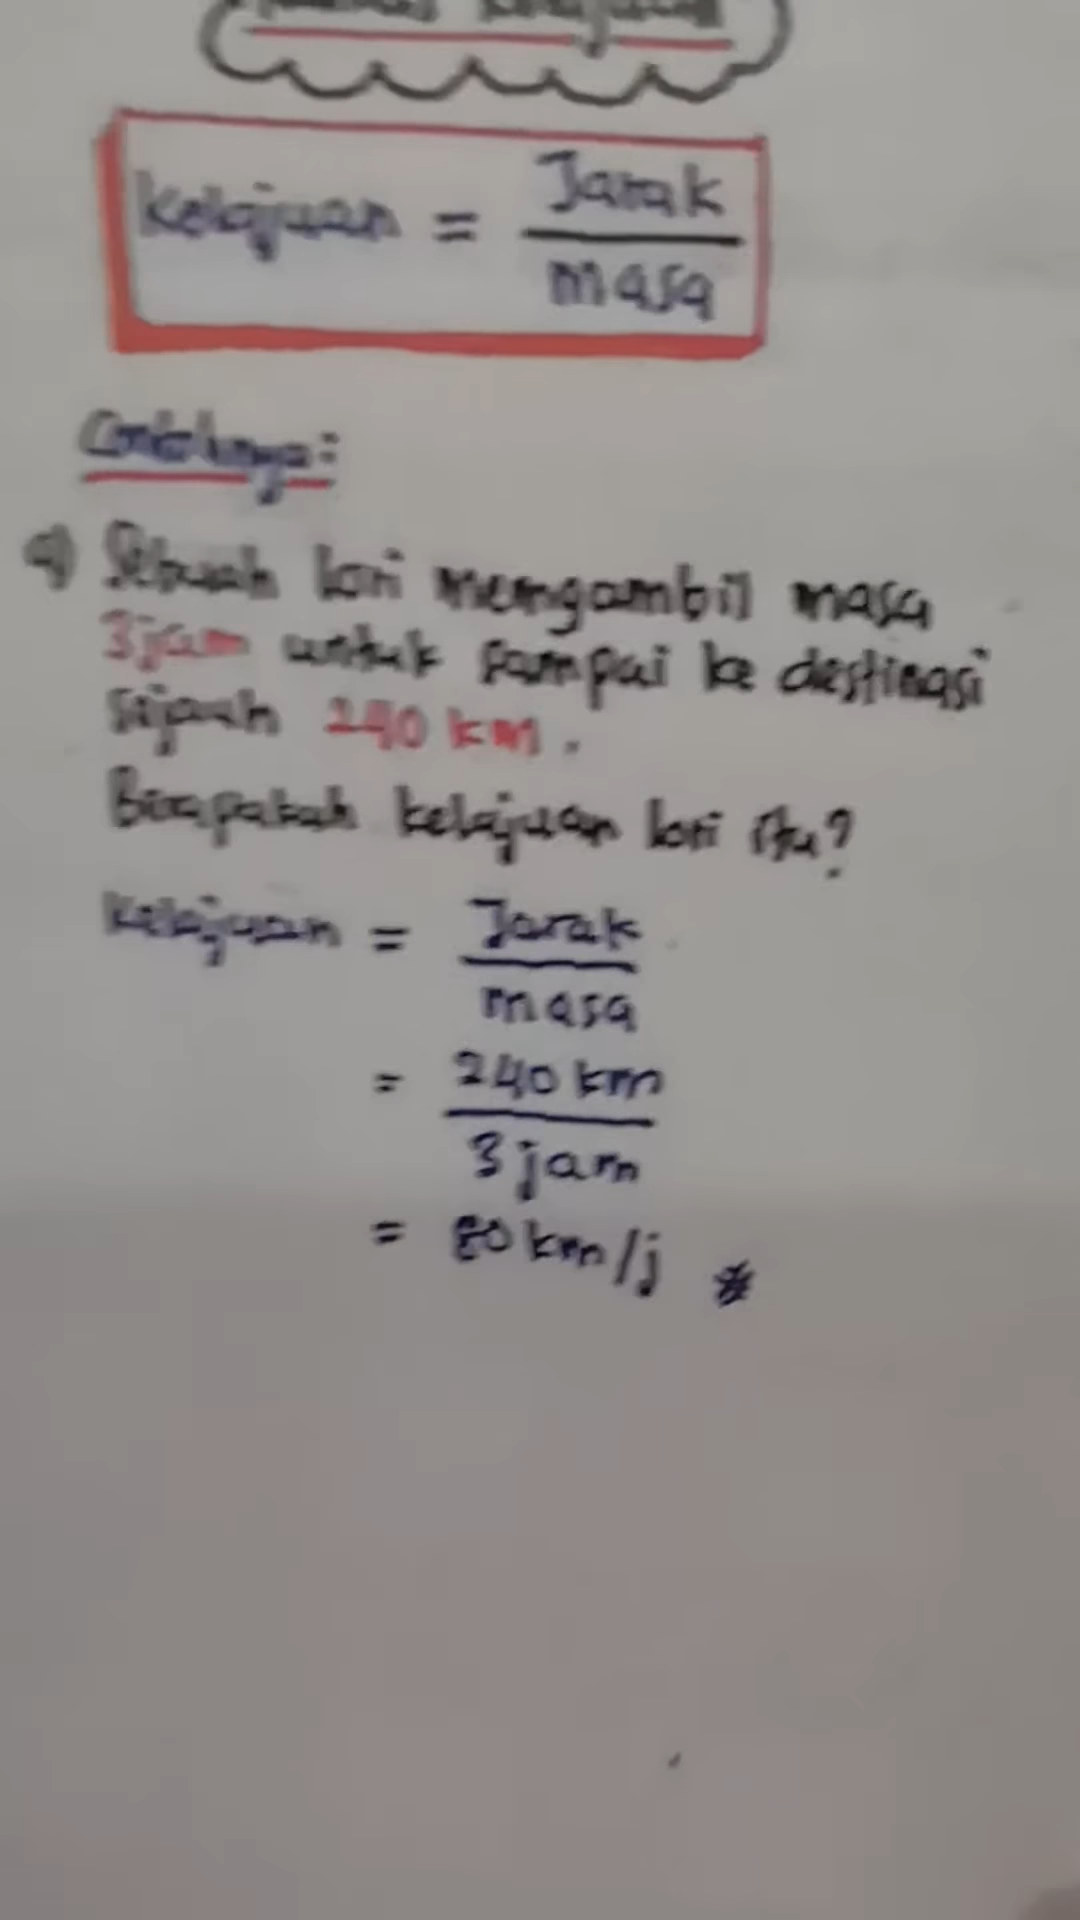 Kelajuan = Jarak
masa
Contohnya:
a) Sebuah lori mengambil masa
3 jam untuk sampai ke destinasi
sejauh 240 km.
Berapakah kelajuan lori itu?
Kelajuan = Jarak
masa
= 240 km
3 jam
= 80 km/j